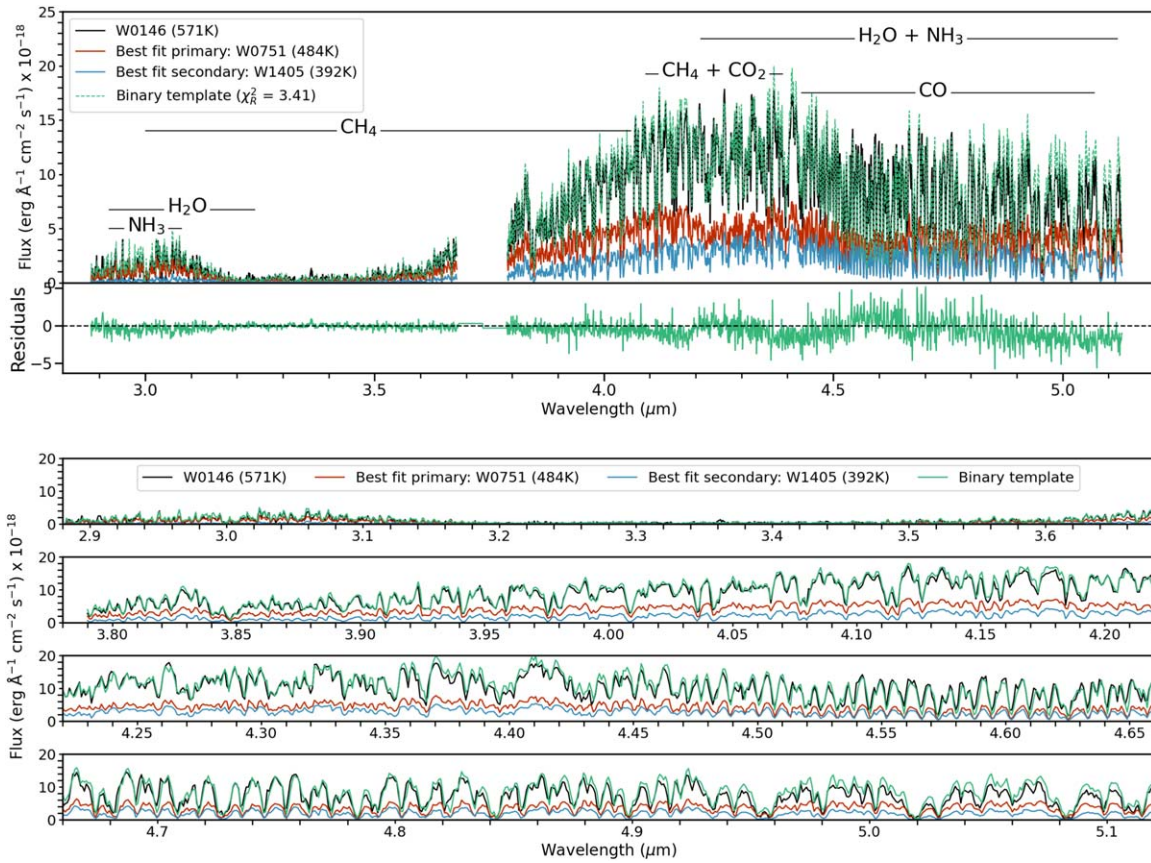 W0146 (571K)
Best fit primary: W0751 (484K)
Best fit secondary: W1405 (392K)
Binary template (χ²_R = 3.41)
H₂O + NH₃
CH₄ + CO₂
CO
CH₄
H₂O
NH₃
Flux (erg Å⁻¹ cm⁻² s⁻¹) x 10⁻¹⁸
25
20
15
10
5
0
Residuals
5
0
−5
3.0 3.5 4.0 4.5 5.0
Wavelength (μm)
W0146 (571K) Best fit primary: W0751 (484K) Best fit secondary: W1405 (392K) Binary template
Flux (erg Å⁻¹ cm⁻² s⁻¹) x 10⁻¹⁸
20
10
0
2.9 3.0 3.1 3.2 3.3 3.4 3.5 3.6
20
10
0
3.80 3.85 3.90 3.95 4.00 4.05 4.10 4.15 4.20
20
10
0
4.25 4.30 4.35 4.40 4.45 4.50 4.55 4.60 4.65
20
10
0
4.7 4.8 4.9 5.0 5.1
Wavelength (μm)